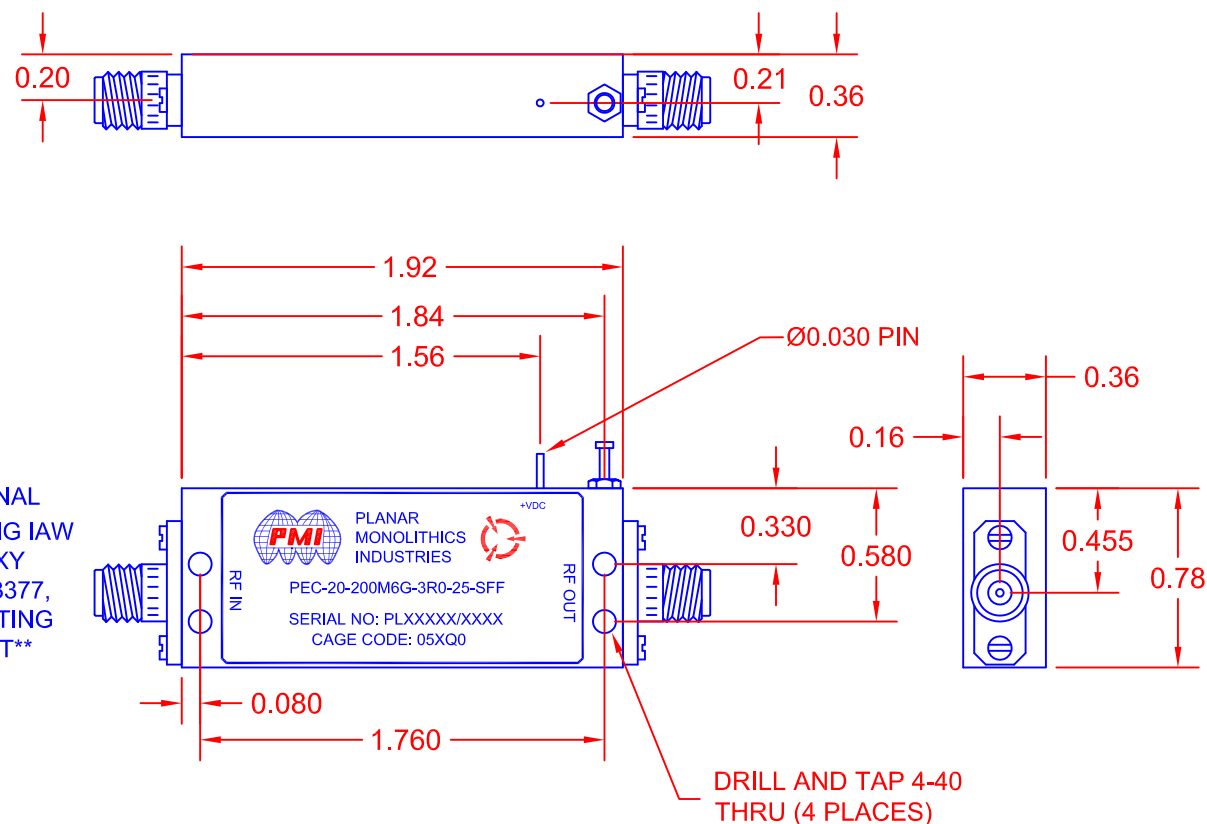 0.20
0.21
0.36
1.92
1.84
1.56
Ø0.030 PIN
0.36
0.16
NAL
NG IAW
XY
3377,
TING
T**
+VDC
PMI
PLANAR
MONOLITHICS
INDUSTRIES
RF IN
RF OUT
PEC-20-200M6G-3R0-25-SFF
SERIAL NO: PLXXXXX/XXXX
CAGE CODE: 05XQ0
0.330
0.580
0.455
0.78
0.080
1.760
DRILL AND TAP 4-40
THRU (4 PLACES)